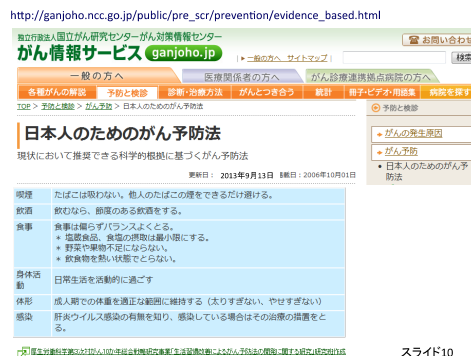 http://ganjoho.ncc.go.jp/public/pre_scr/prevention/evidence_based.html
独立行政法人国立がん研究センターがん対策情報センター
お問い合わせ
がん情報サービス ganjoho.jp
一般の方へ サイトマップ
検索
一般の方へ 医療関係者の方へ がん診療連携拠点病院の方へ
各種がんの解説 予防と検診 診断・治療方法 がんとつき合う 統計 冊子・ビデオ・用語集 病院を探す
TOP > 予防と検診 > がん予防 > 日本人のためのがん予防法
予防と検診
日本人のためのがん予防法
がんの発生原因
現状において推奨できる科学的根拠に基づくがん予防法
がん予防
日本人のためのがん予防法
更新日: 2013年9月13日 掲載日:2006年10月01日
喫煙 たばこは吸わない。他人のたばこの煙をできるだけ避ける。
飲酒 飲むなら、節度のある飲酒をする。
食事 食事は偏らずバランスよくとる。
* 塩蔵食品、食塩の摂取は最小限にする。
* 野菜や果物不足にならない。
* 飲食物を熱い状態でとらない。
身体活動 日常生活を活動的に過ごす
体形 成人期での体重を適正な範囲に維持する(太りすぎない、やせすぎない)
感染 肝炎ウイルス感染の有無を知り、感染している場合はその治療の措置をとる。
スライド10